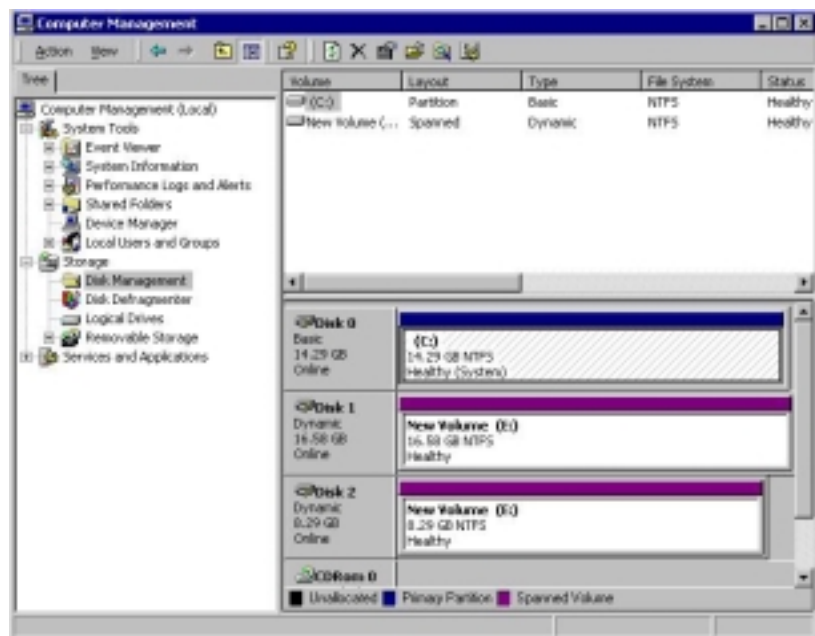 Computer Management
Action View
Tree
Computer Management (Local)
System Tools
Event Viewer
System Information
Performance Logs and Alerts
Shared Folders
Device Manager
Local Users and Groups
Storage
Disk Management
Disk Defragmenter
Logical Drives
Removable Storage
Services and Applications
Volume Layout Type File System Status
(C:) Partition Basic NTFS Healthy
New Volume (... Spanned Dynamic NTFS Healthy
Disk 0
Basic
14.29 GB
Online
(C:)
14.29 GB NTFS
Healthy (System)
Disk 1
Dynamic
16.58 GB
Online
New Volume (E:)
16.58 GB NTFS
Healthy
Disk 2
Dynamic
8.29 GB
Online
New Volume (E:)
8.29 GB NTFS
Healthy
CDRom 0
Unallocated Primary Partition Spanned Volume